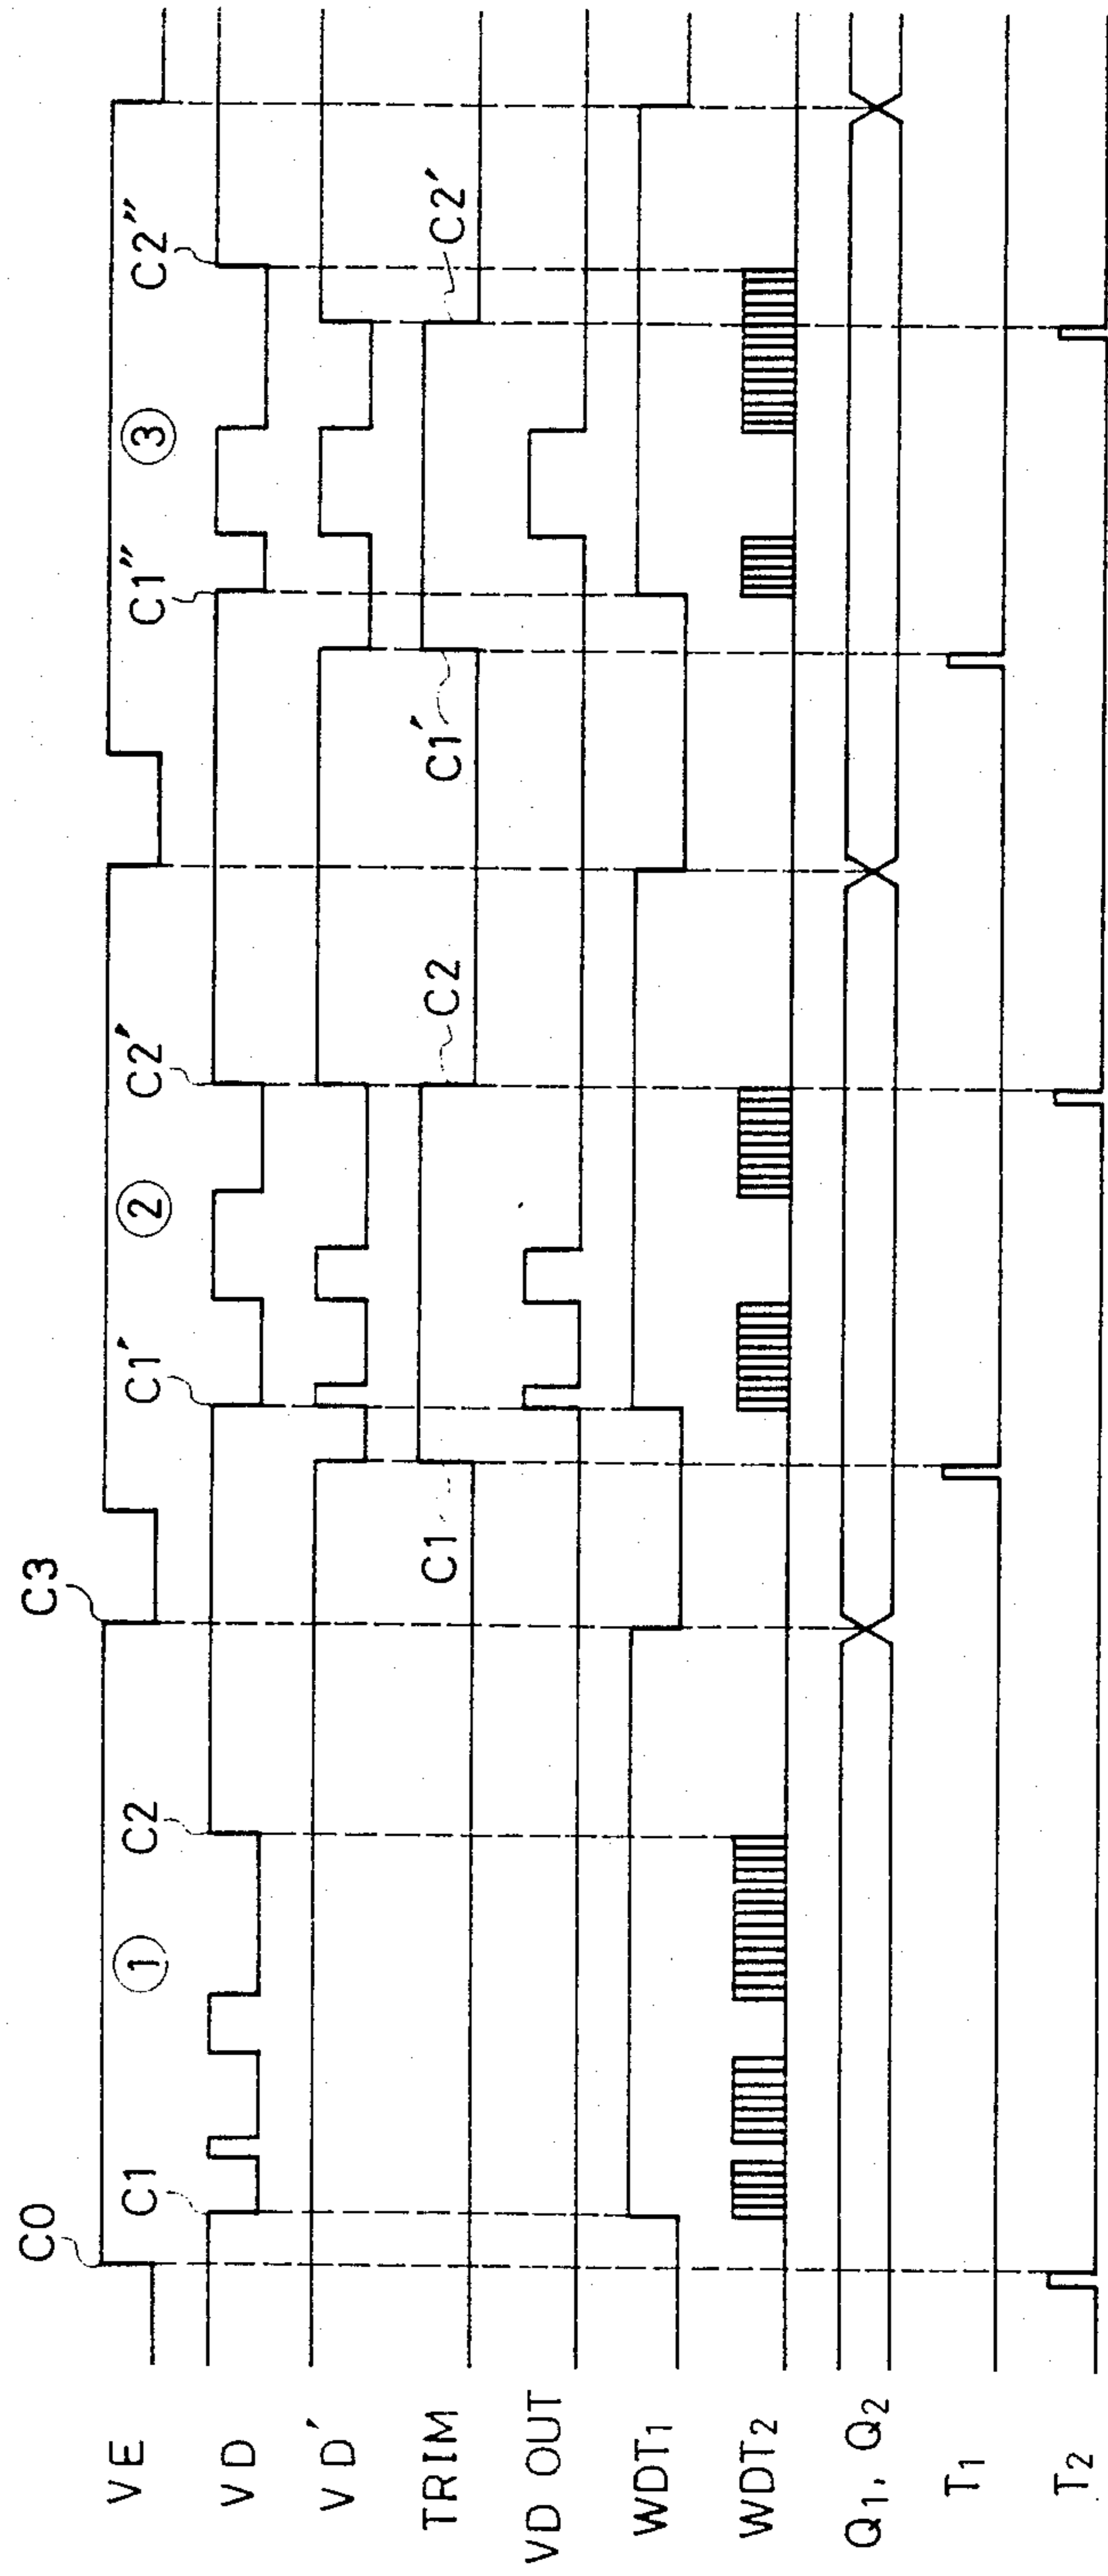 C0
C3
VE
①
②
③
C1
C2
C1′
C2′
C1″
C2″
VD
VD′
TRIM
C1
C2
C1′
C2′
VD OUT
WDT₁
WDT₂
Q₁, Q₂
T₁
T₂